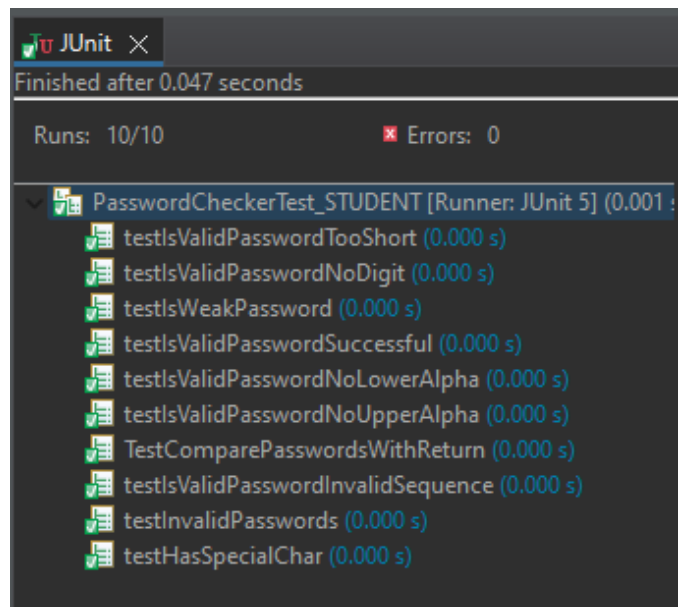 JU JUnit
Finished after 0.047 seconds
Runs: 10/10 Errors: 0
PasswordCheckerTest_STUDENT [Runner: JUnit 5] (0.001 s
testIsValidPasswordTooShort (0.000 s)
testIsValidPasswordNoDigit (0.000 s)
testIsWeakPassword (0.000 s)
testIsValidPasswordSuccessful (0.000 s)
testIsValidPasswordNoLowerAlpha (0.000 s)
testIsValidPasswordNoUpperAlpha (0.000 s)
TestComparePasswordsWithReturn (0.000 s)
testIsValidPasswordInvalidSequence (0.000 s)
testInvalidPasswords (0.000 s)
testHasSpecialChar (0.000 s)